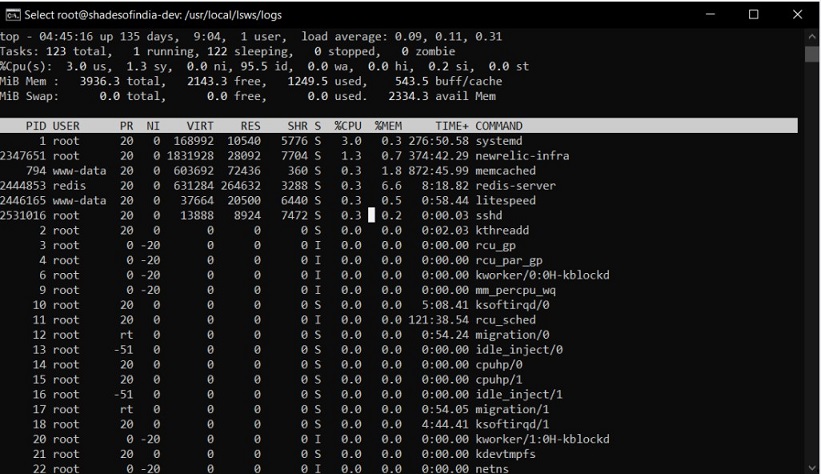 Select root@shadesofindia-dev: /usr/local/lsws/logs
top - 04:45:16 up 135 days,  9:04,  1 user,  load average: 0.09, 0.11, 0.31
Tasks: 123 total,   1 running, 122 sleeping,   0 stopped,   0 zombie
%Cpu(s):  3.0 us,  1.3 sy,  0.0 ni, 95.5 id,  0.0 wa,  0.0 hi,  0.2 si,  0.0 st
MiB Mem :   3936.3 total,   2143.3 free,   1249.5 used,    543.5 buff/cache
MiB Swap:      0.0 total,      0.0 free,      0.0 used.   2334.3 avail Mem
PID USER      PR  NI    VIRT    RES    SHR S  %CPU  %MEM     TIME+ COMMAND
1 root      20   0  168992  10540   5776 S   3.0   0.3 276:50.58 systemd
2347651 root      20   0 1831928  28092   7704 S   1.3   0.7 374:42.29 newrelic-infra
794 www-data  20   0  603692  72436    360 S   0.3   1.8 872:45.99 memcached
2444853 redis     20   0  631284 264632   3288 S   0.3   6.6   8:18.82 redis-server
2446165 www-data  20   0   37664  20500   6440 S   0.3   0.5   0:58.44 litespeed
2531016 root      20   0   13888   8924   7472 S   0.3   0.2   0:00.03 sshd
2 root      20   0       0      0      0 S   0.0   0.0   0:02.03 kthreadd
3 root       0 -20       0      0      0 I   0.0   0.0   0:00.00 rcu_gp
4 root       0 -20       0      0      0 I   0.0   0.0   0:00.00 rcu_par_gp
6 root       0 -20       0      0      0 I   0.0   0.0   0:00.00 kworker/0:0H-kblockd
9 root       0 -20       0      0      0 I   0.0   0.0   0:00.00 mm_percpu_wq
10 root      20   0       0      0      0 S   0.0   0.0   5:08.41 ksoftirqd/0
11 root      20   0       0      0      0 I   0.0   0.0 121:38.54 rcu_sched
12 root      rt   0       0      0      0 S   0.0   0.0   0:54.24 migration/0
13 root     -51   0       0      0      0 S   0.0   0.0   0:00.00 idle_inject/0
14 root      20   0       0      0      0 S   0.0   0.0   0:00.00 cpuhp/0
15 root      20   0       0      0      0 S   0.0   0.0   0:00.00 cpuhp/1
16 root     -51   0       0      0      0 S   0.0   0.0   0:00.00 idle_inject/1
17 root      rt   0       0      0      0 S   0.0   0.0   0:54.05 migration/1
18 root      20   0       0      0      0 S   0.0   0.0   4:44.41 ksoftirqd/1
20 root       0 -20       0      0      0 I   0.0   0.0   0:00.00 kworker/1:0H-kblockd
21 root      20   0       0      0      0 S   0.0   0.0   0:00.00 kdevtmpfs
22 root       0 -20       0      0      0 I   0.0   0.0   0:00.00 netns